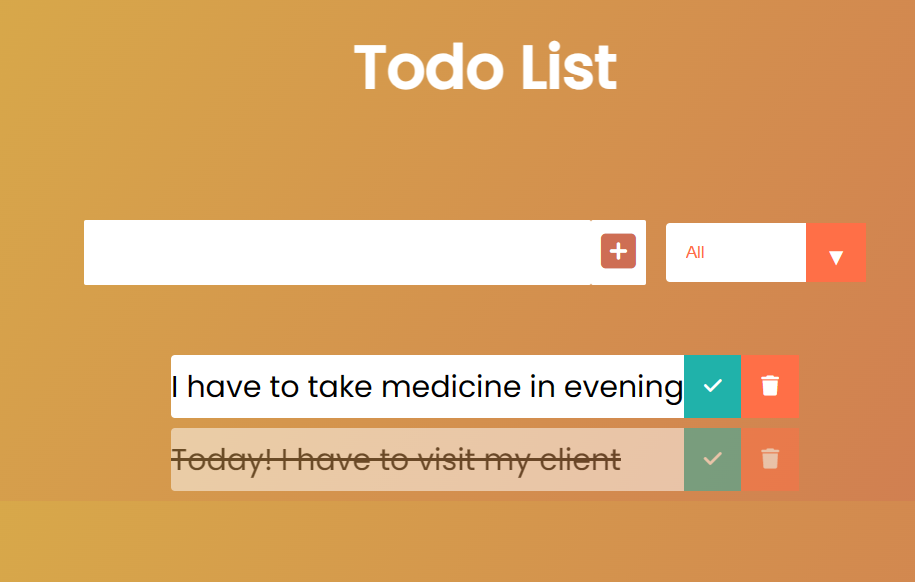 Todo List
All
I have to take medicine in evening
Today! I have to visit my client